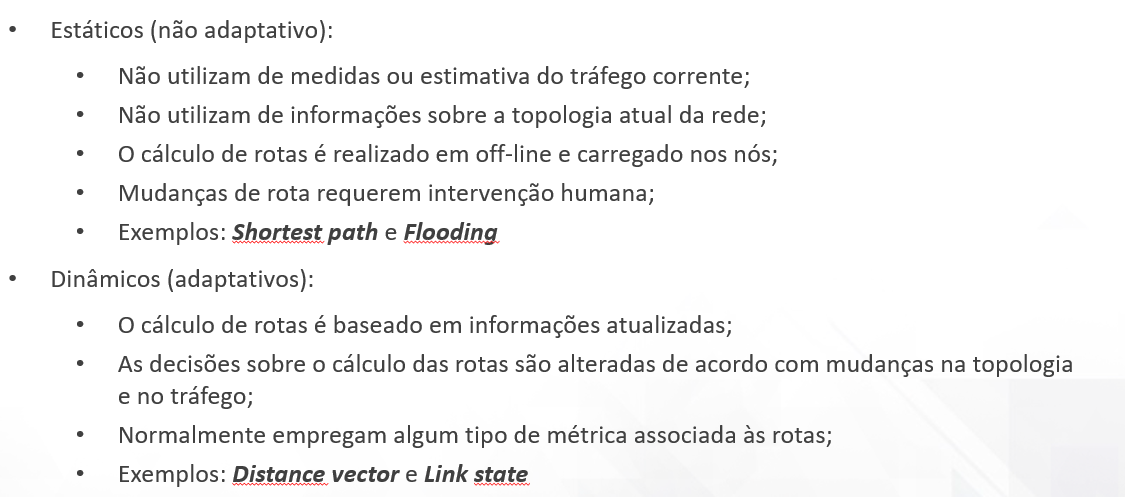 • Estáticos (não adaptativo):
• Não utilizam de medidas ou estimativa do tráfego corrente;
• Não utilizam de informações sobre a topologia atual da rede;
• O cálculo de rotas é realizado em off-line e carregado nos nós;
• Mudanças de rota requerem intervenção humana;
• Exemplos: Shortest path e Flooding
• Dinâmicos (adaptativos):
• O cálculo de rotas é baseado em informações atualizadas;
• As decisões sobre o cálculo das rotas são alteradas de acordo com mudanças na topologia
e no tráfego;
• Normalmente empregam algum tipo de métrica associada às rotas;
• Exemplos: Distance vector e Link state